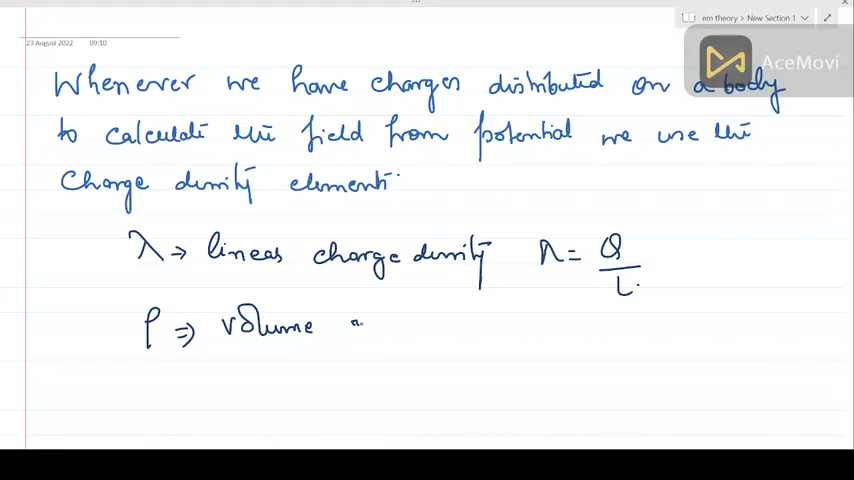 em theory > New Section 1
23 August 2022 09:10
AceMovi
Whenever we have charges distributed on a body
to calculate the field from potential we use the
charge density elements.
λ → linear charge density λ = Q/L.
ρ ⇒ volume "